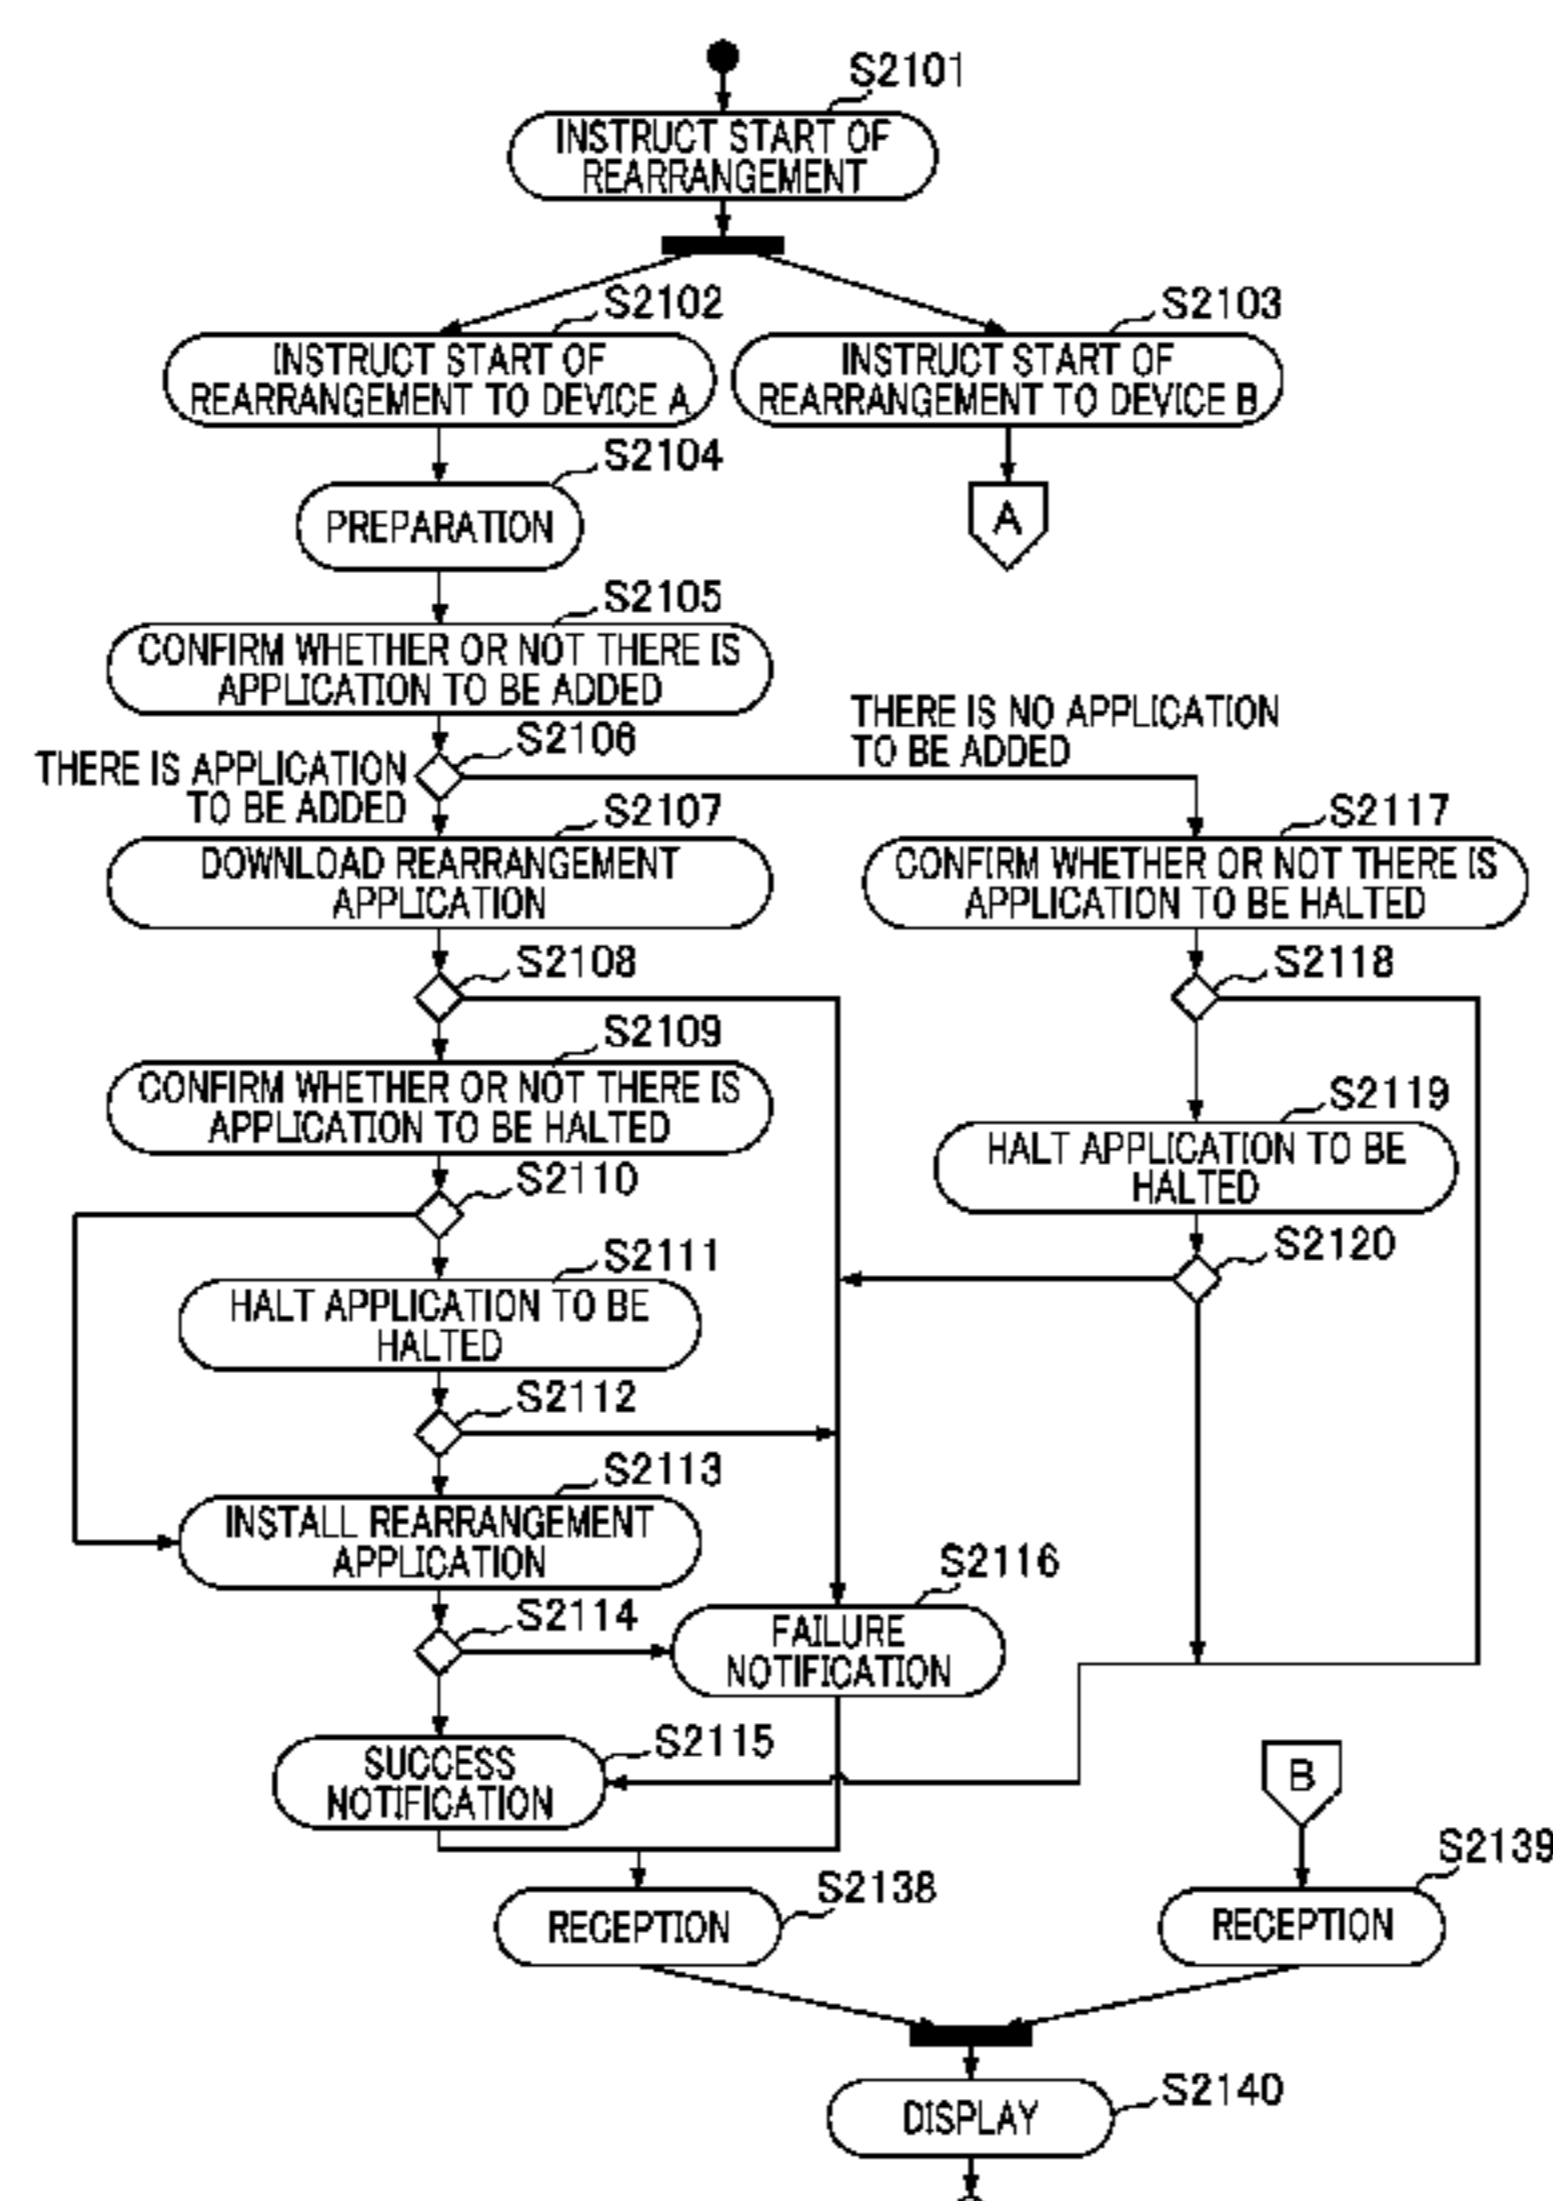 S2101
INSTRUCT START OF
REARRANGEMENT
S2102
INSTRUCT START OF
REARRANGEMENT TO DEVICE A
S2103
INSTRUCT START OF
REARRANGEMENT TO DEVICE B
S2104
PREPARATION
A
S2105
CONFIRM WHETHER OR NOT THERE IS
APPLICATION TO BE ADDED
S2106
THERE IS APPLICATION
TO BE ADDED
THERE IS NO APPLICATION
TO BE ADDED
S2107
DOWNLOAD REARRANGEMENT
APPLICATION
S2117
CONFIRM WHETHER OR NOT THERE IS
APPLICATION TO BE HALTED
S2108
S2118
S2109
CONFIRM WHETHER OR NOT THERE IS
APPLICATION TO BE HALTED
S2119
HALT APPLICATION TO BE
HALTED
S2110
S2120
S2111
HALT APPLICATION TO BE
HALTED
S2112
S2113
INSTALL REARRANGEMENT
APPLICATION
S2114
S2116
FAILURE
NOTIFICATION
S2115
SUCCESS
NOTIFICATION
B
S2138
RECEPTION
S2139
RECEPTION
S2140
DISPLAY